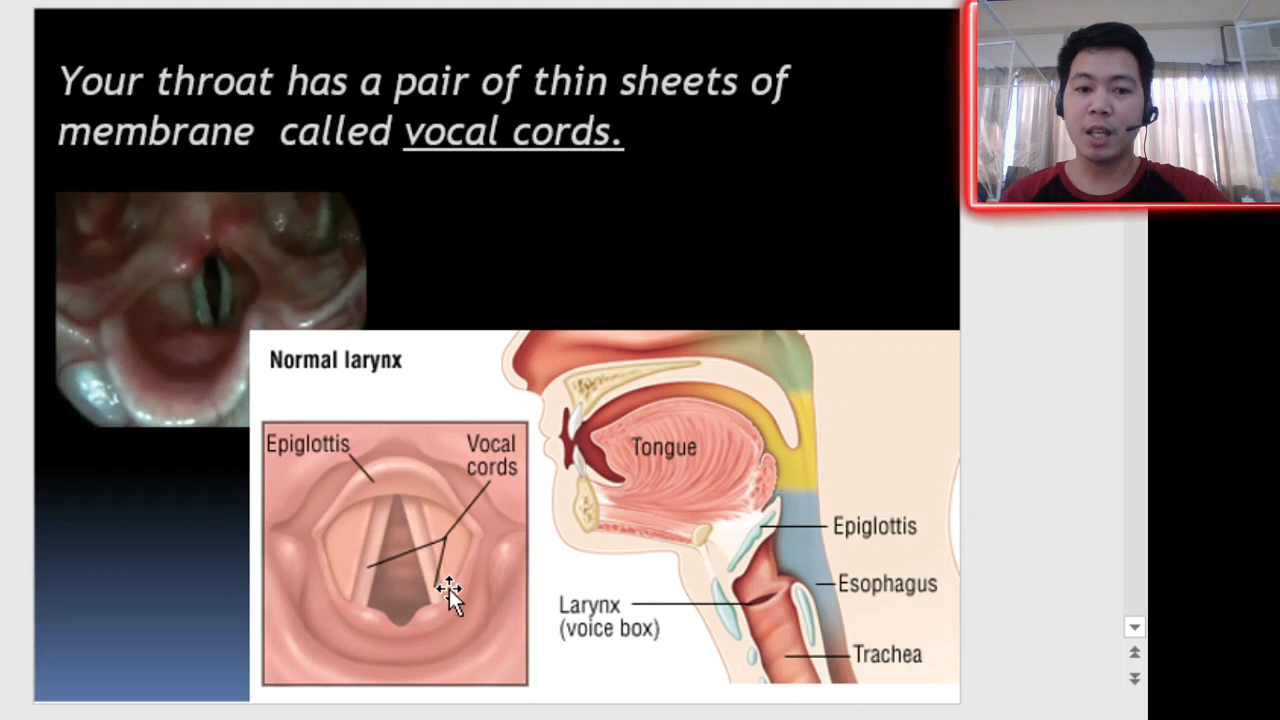 Your throat has a pair of thin sheets of
membrane called vocal cords.
Normal larynx
Epiglottis
Vocal
cords
Tongue
Epiglottis
Esophagus
Larynx
(voice box)
Trachea